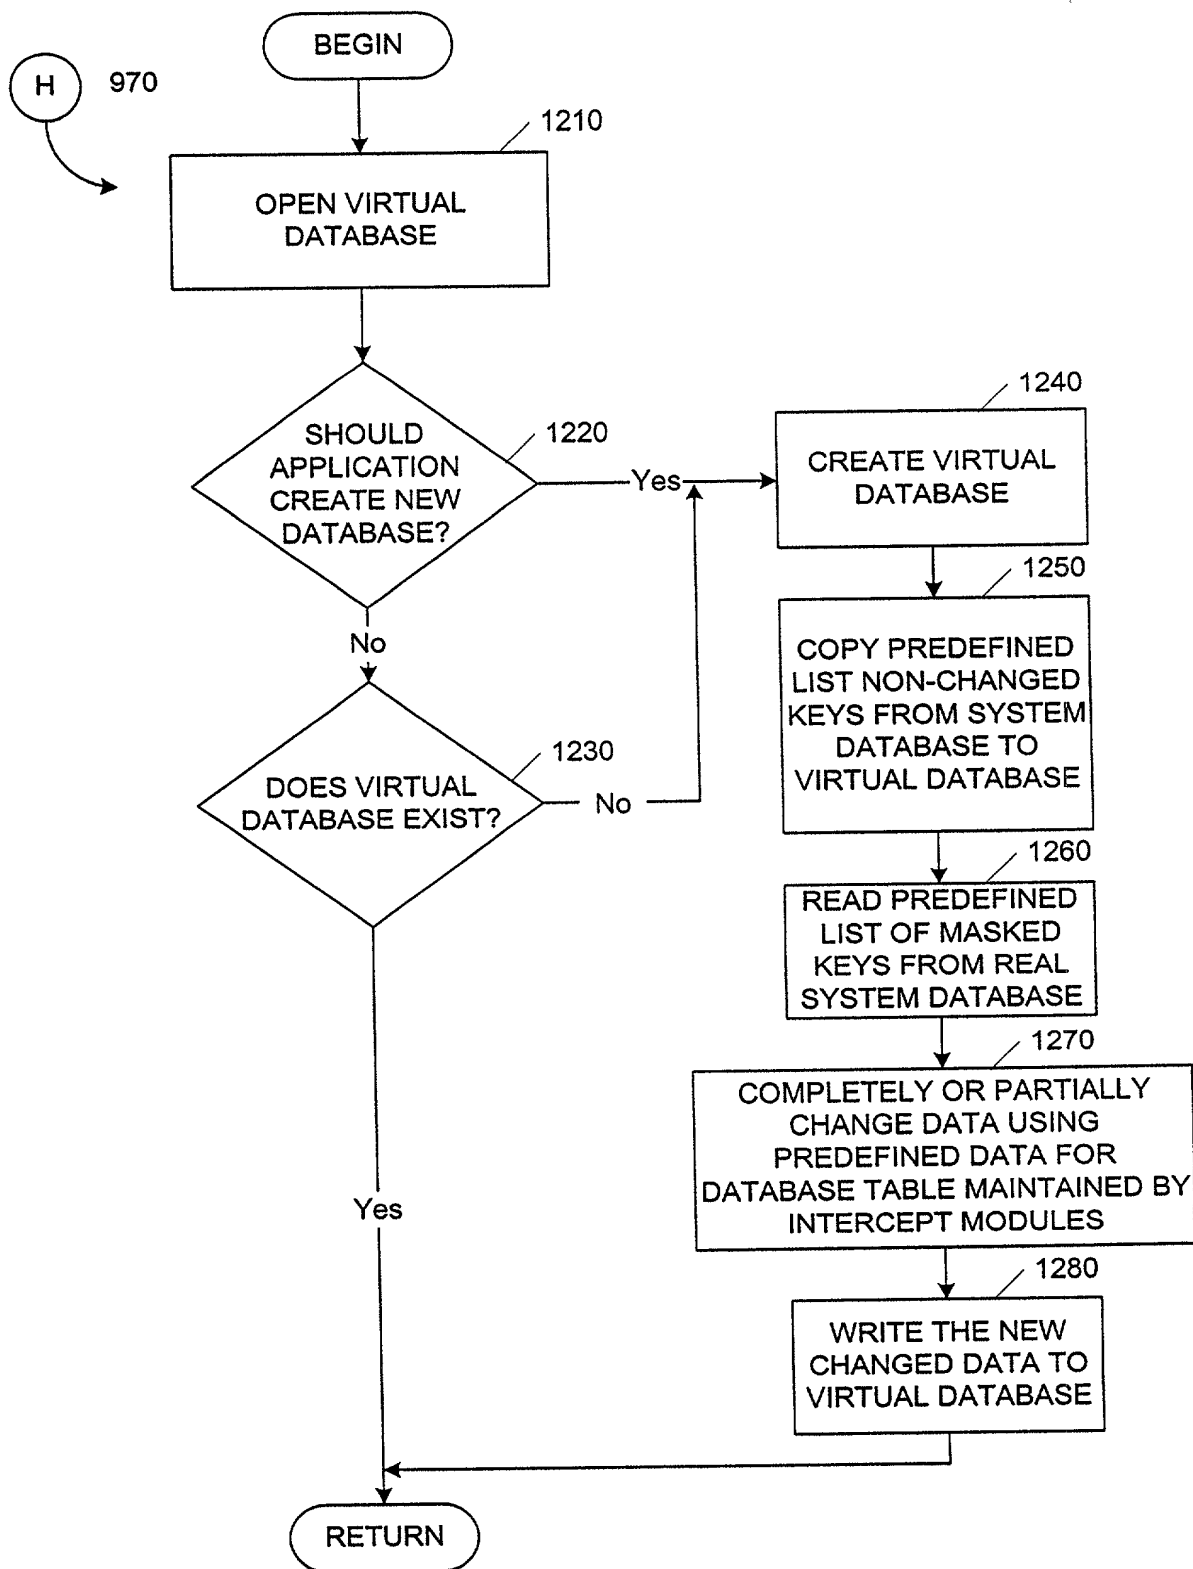 BEGIN
H
970
1210
OPEN VIRTUAL
DATABASE
SHOULD
APPLICATION
CREATE NEW
DATABASE?
1220
Yes
No
1240
CREATE VIRTUAL
DATABASE
1250
COPY PREDEFINED
LIST NON-CHANGED
KEYS FROM SYSTEM
DATABASE TO
VIRTUAL DATABASE
DOES VIRTUAL
DATABASE EXIST?
1230
No
Yes
1260
READ PREDEFINED
LIST OF MASKED
KEYS FROM REAL
SYSTEM DATABASE
1270
COMPLETELY OR PARTIALLY
CHANGE DATA USING
PREDEFINED DATA FOR
DATABASE TABLE MAINTAINED BY
INTERCEPT MODULES
1280
WRITE THE NEW
CHANGED DATA TO
VIRTUAL DATABASE
RETURN